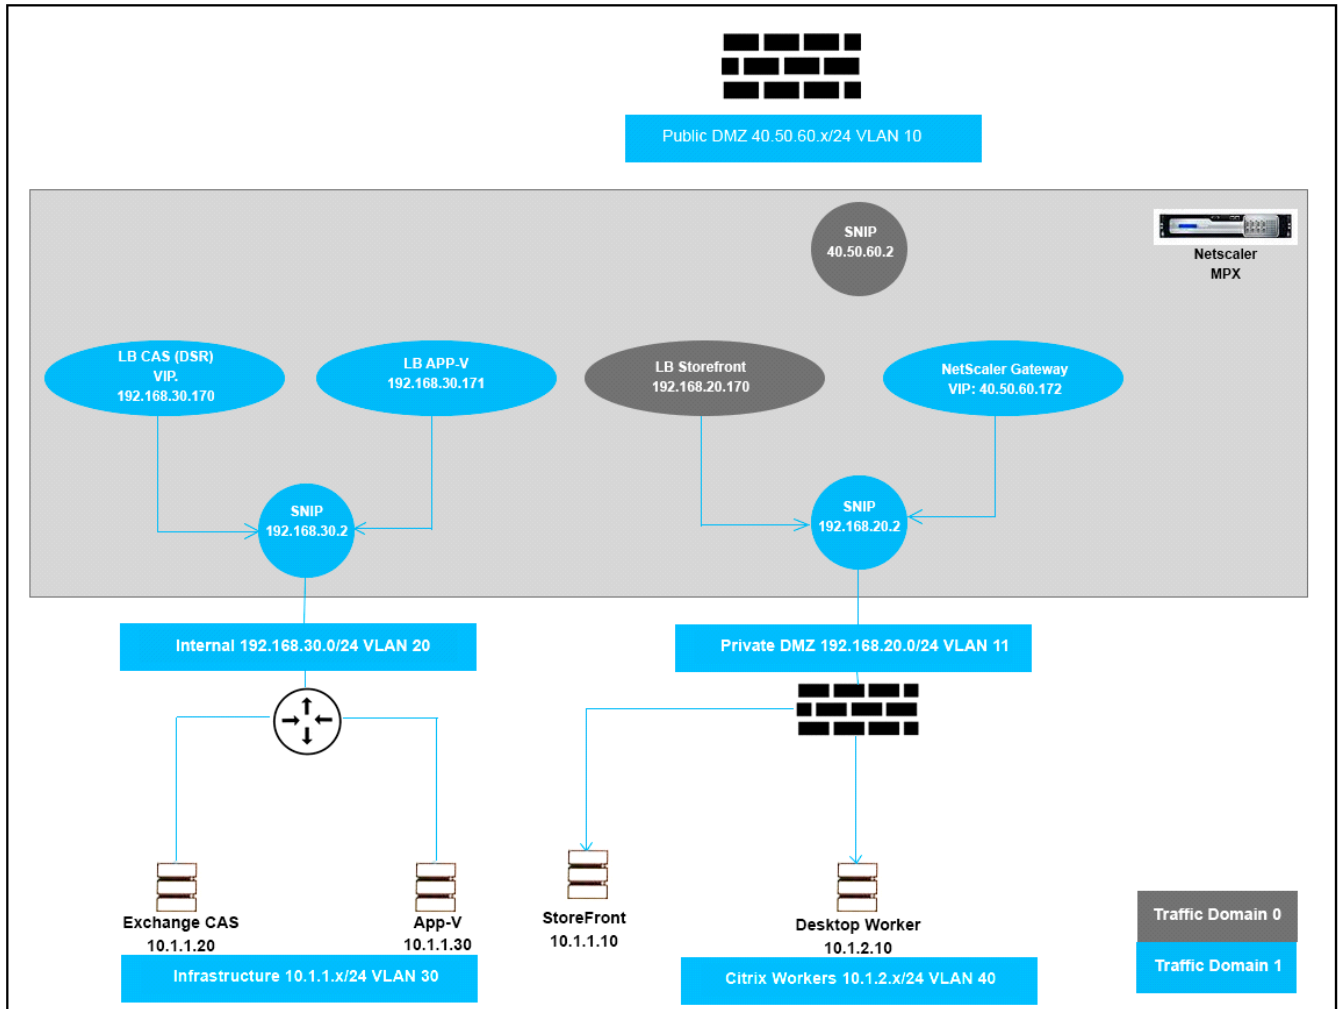 Public DMZ 40.50.60.x/24 VLAN 10
SNIP
40.50.60.2
Netscaler
MPX
LB CAS (DSR)
VIP.
192.168.30.170
LB APP-V
192.168.30.171
LB Storefront
192.168.20.170
NetScaler Gateway
VIP: 40.50.60.172
SNIP
192.168.30.2
SNIP
192.168.20.2
Internal 192.168.30.0/24 VLAN 20
Private DMZ 192.168.20.0/24 VLAN 11
Exchange CAS
10.1.1.20
App-V
10.1.1.30
StoreFront
10.1.1.10
Desktop Worker
10.1.2.10
Infrastructure 10.1.1.x/24 VLAN 30
Citrix Workers 10.1.2.x/24 VLAN 40
Traffic Domain 0
Traffic Domain 1